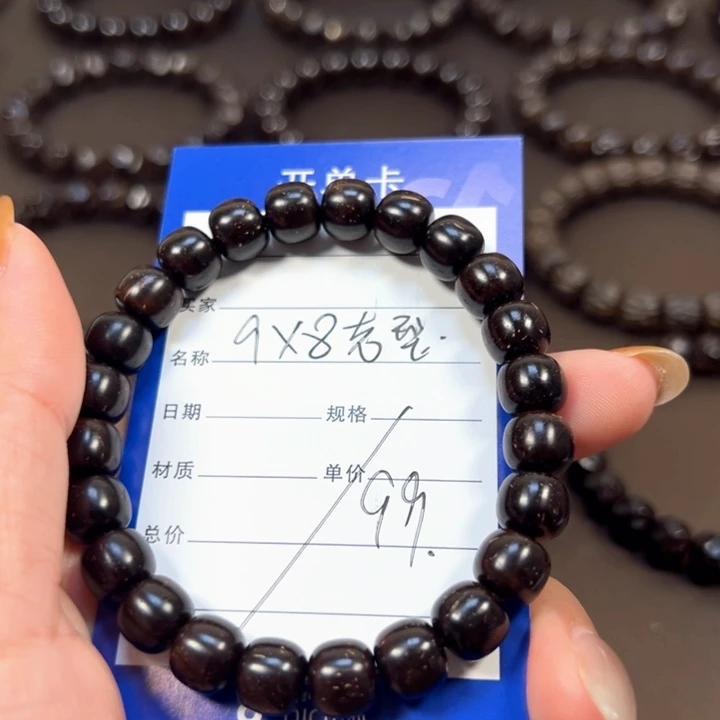 开单卡
买家
名称 9X8老型.
日期 规格
材质 单价 99.
总价